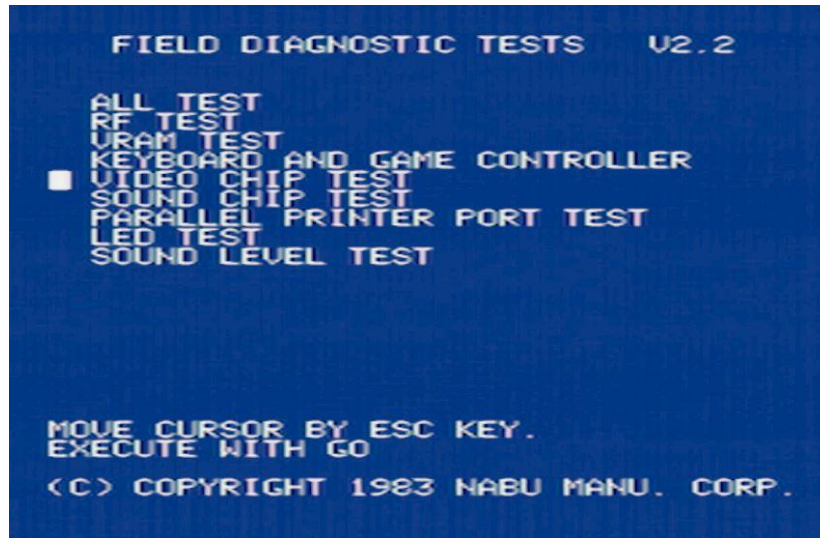 FIELD DIAGNOSTIC TESTS V2.2
ALL TEST
RF TEST
VRAM TEST
KEYBOARD AND GAME CONTROLLER
VIDEO CHIP TEST
SOUND CHIP TEST
PARALLEL PRINTER PORT TEST
LED TEST
SOUND LEVEL TEST
MOVE CURSOR BY ESC KEY.
EXECUTE WITH GO
(C) COPYRIGHT 1983 NABU MANU. CORP.